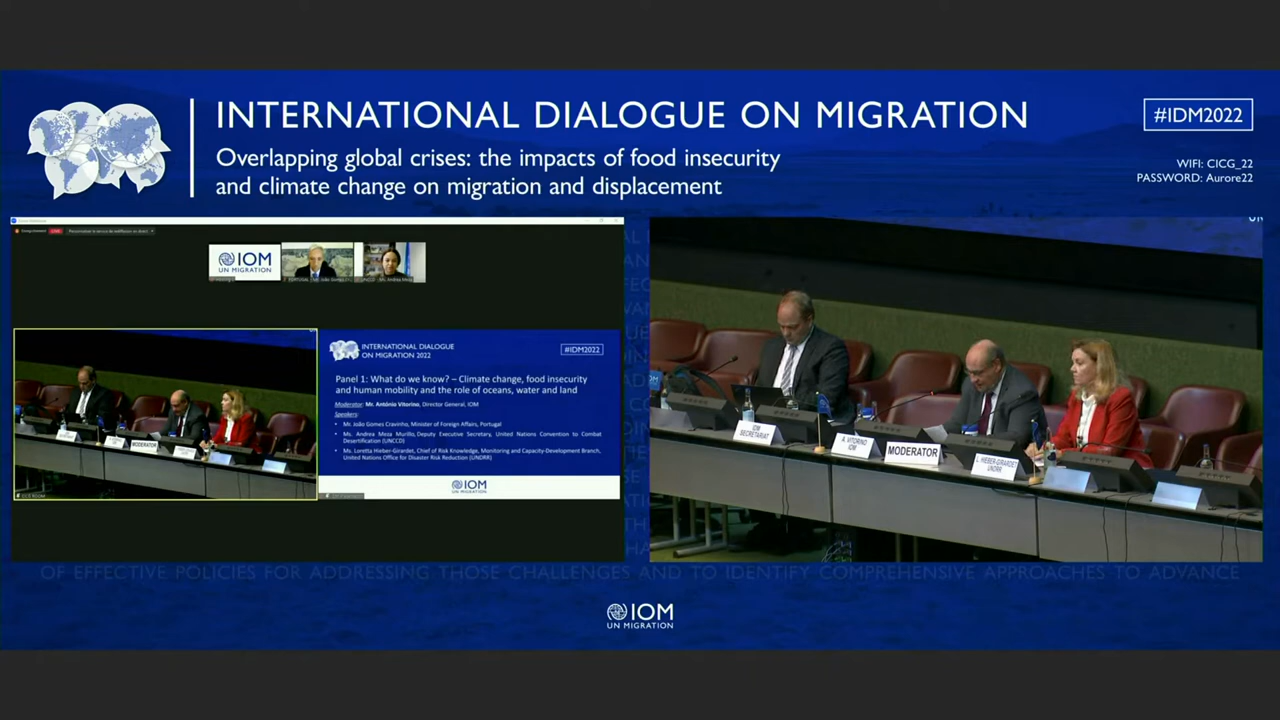 INTERNATIONAL DIALOGUE ON MIGRATION
Overlapping global crises: the impacts of food insecurity
and climate change on migration and displacement
#IDM2022
WIFI: CICG_22
PASSWORD: Aurore22
IOM
UN MIGRATION
INTERNATIONAL DIALOGUE
ON MIGRATION 2022
#IDM2022
Panel 1: What do we know? – Climate change, food insecurity
and human mobility and the role of oceans, water and land
Moderator: Mr. António Vitorino, Director General, IOM
Speakers:
• Mr. João Gomes Cravinho, Minister of Foreign Affairs, Portugal
• Ms. Andrea Meza Murillo, Deputy Executive Secretary, United Nations Convention to Combat
Desertification (UNCCD)
• Ms. Loretta Hieber-Girardet, Chief of Risk Knowledge, Monitoring and Capacity-Development Branch,
United Nations Office for Disaster Risk Reduction (UNDRR)
IOM
UN MIGRATION
MODERATOR
IDM
SECRETARIAT
A. VITORINO
IOM
MODERATOR
L. HIEBER-GIRARDET
UNDRR
OF EFFECTIVE POLICIES FOR ADDRESSING THOSE CHALLENGES AND TO IDENTIFY COMPREHENSIVE APPROACHES TO ADVANCE
IOM
UN MIGRATION